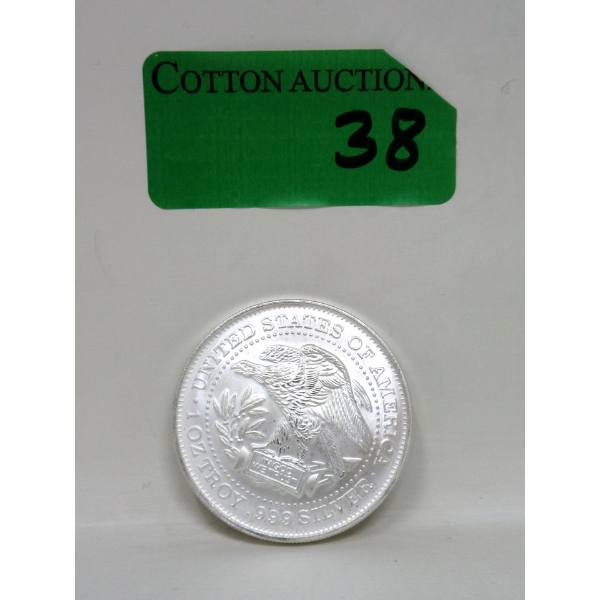 COTTON AUCTION
38
UNITED STATES OF AMERICA
1 OZ TROY .999 SILVER